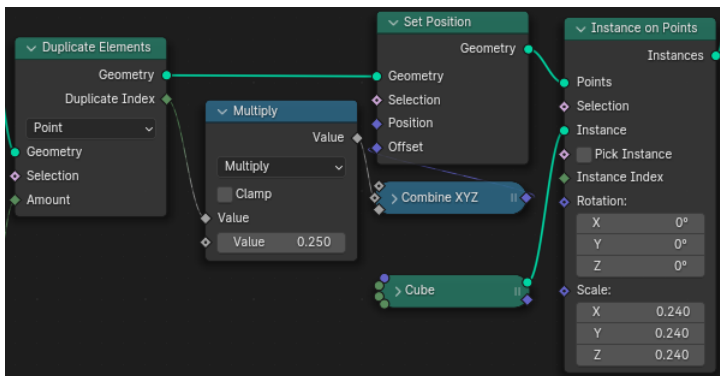 Duplicate Elements
Geometry
Duplicate Index
Point
Geometry
Selection
Amount
Multiply
Value
Multiply
Clamp
Value
Value 0.250
Set Position
Geometry
Geometry
Selection
Position
Offset
Combine XYZ
Cube
Instance on Points
Instances
Points
Selection
Instance
Pick Instance
Instance Index
Rotation:
X 0°
Y 0°
Z 0°
Scale:
X 0.240
Y 0.240
Z 0.240